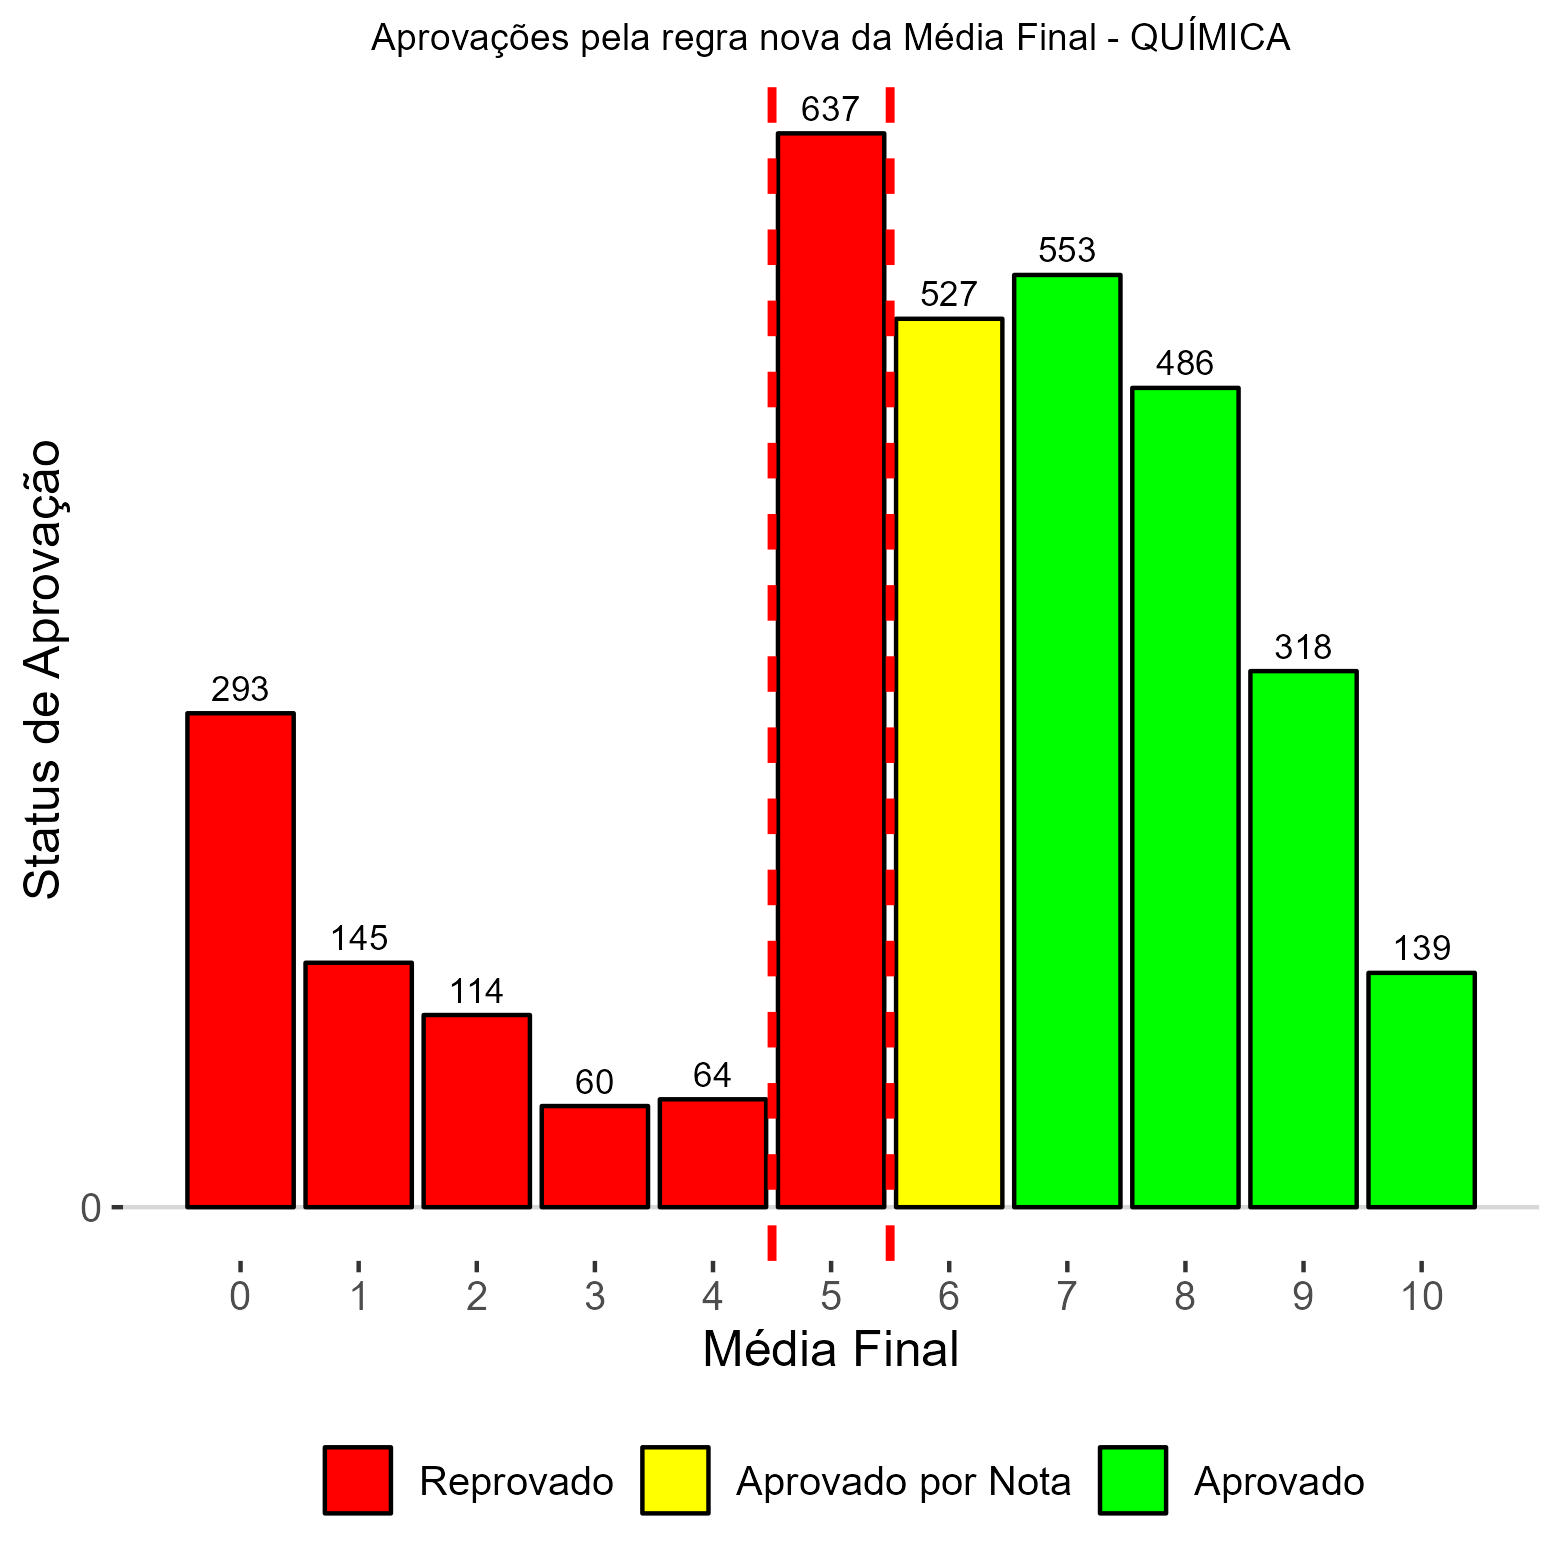 Aprovações pela regra nova da Média Final - QUÍMICA
637
553
527
486
318
293
145
139
114
60
64
Status de Aprovação
0
0 1 2 3 4 5 6 7 8 9 10
Média Final
Reprovado Aprovado por Nota Aprovado